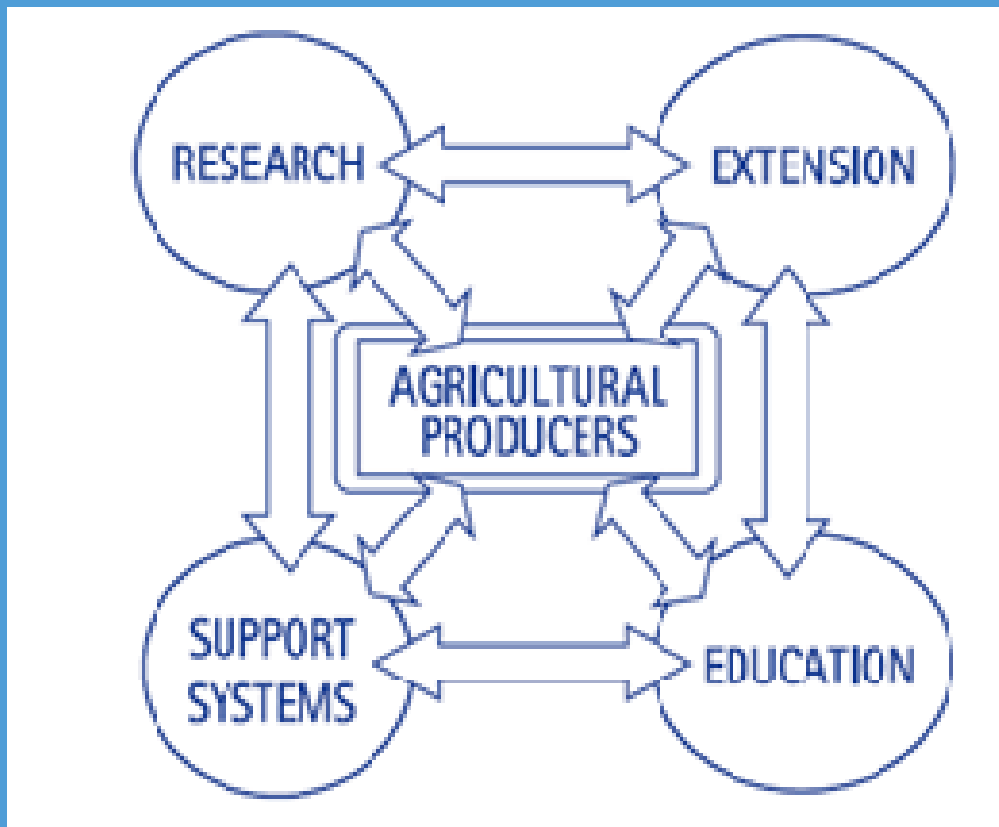 RESEARCH
EXTENSION
AGRICULTURAL
PRODUCERS
SUPPORT
SYSTEMS
EDUCATION